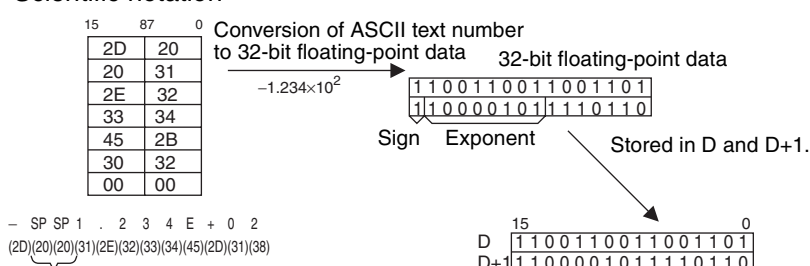 15 87 0
Conversion of ASCII text number
to 32-bit floating-point data
2D 20
20 31
2E 32
33 34
45 2B
30 32
00 00
−1.234×10²
32-bit floating-point data
1100110011001101
1100001011110110
Sign Exponent
Stored in D and D+1.
− SP SP 1 . 2 3 4 E + 0 2
(2D)(20)(20)(31)(2E)(32)(33)(34)(45)(2D)(31)(38)
15 0
D 1100110011001101
D+1 1100001011110110